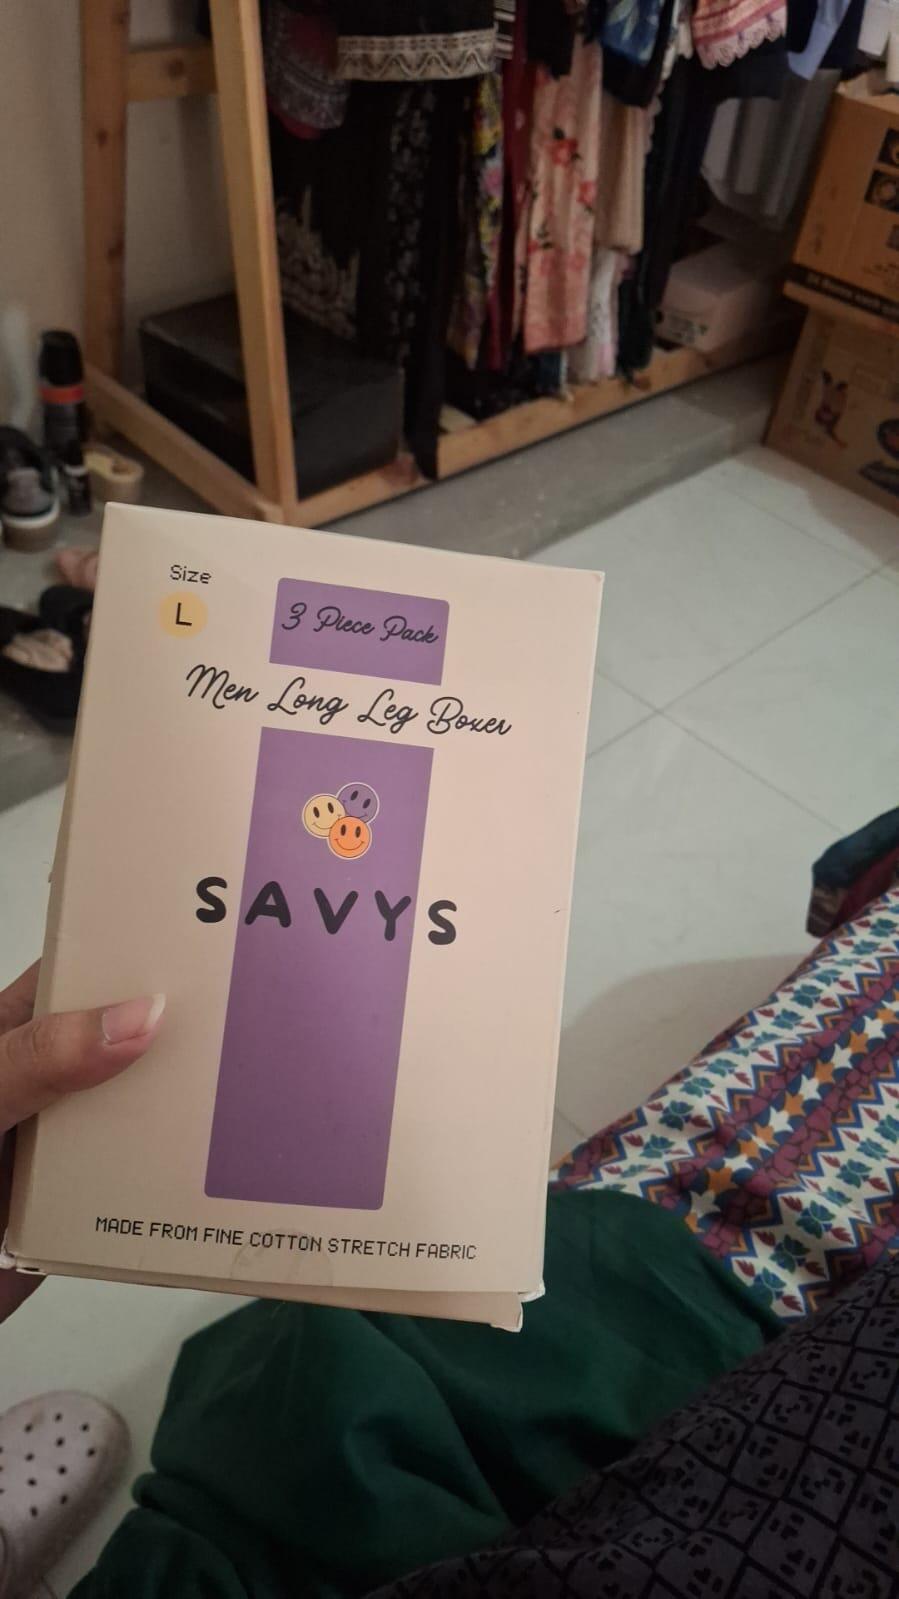 Size
L
3 Piece Pack
Men Long Leg Boxer
SAVYS
MADE FROM FINE COTTON STRETCH FABRIC